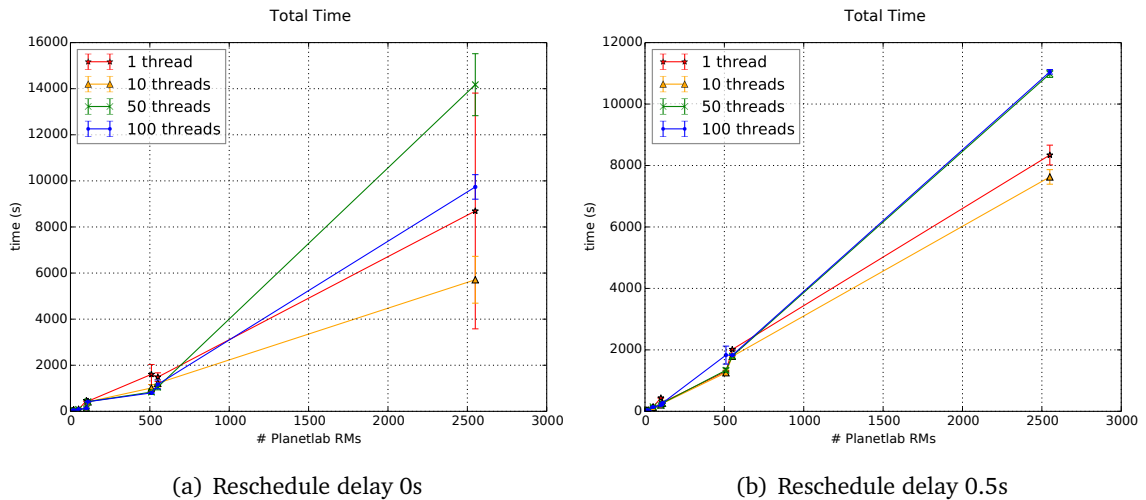 Total Time
16000
14000
12000
10000
8000
6000
4000
2000
0
time (s)
1 thread
10 threads
50 threads
100 threads
0 500 1000 1500 2000 2500 3000
# Planetlab RMs
(a) Reschedule delay 0s
Total Time
12000
10000
8000
6000
4000
2000
0
time (s)
1 thread
10 threads
50 threads
100 threads
0 500 1000 1500 2000 2500 3000
# Planetlab RMs
(b) Reschedule delay 0.5s